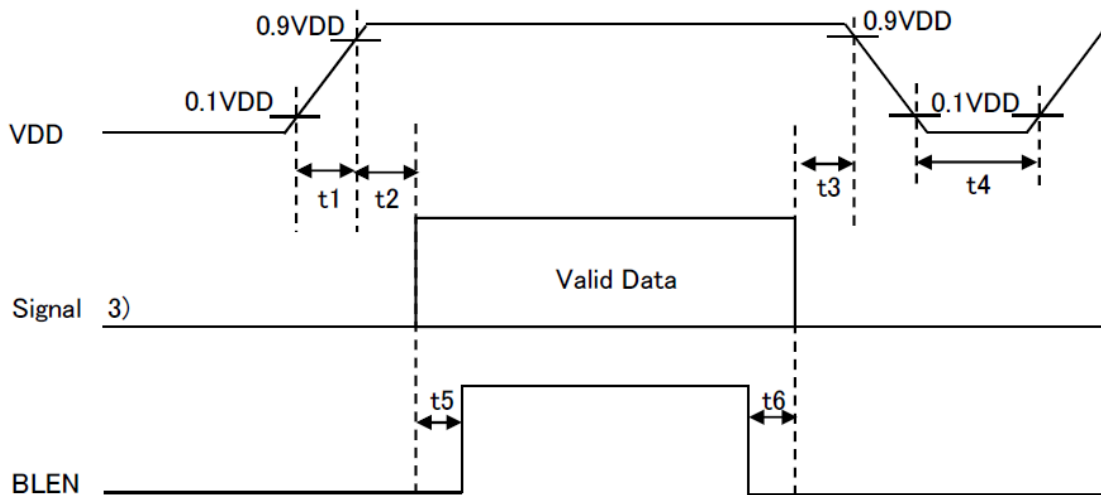 0.9VDD
0.9VDD
0.1VDD
0.1VDD
VDD
t1
t2
t3
t4
Valid Data
Signal 3)
t5
t6
BLEN